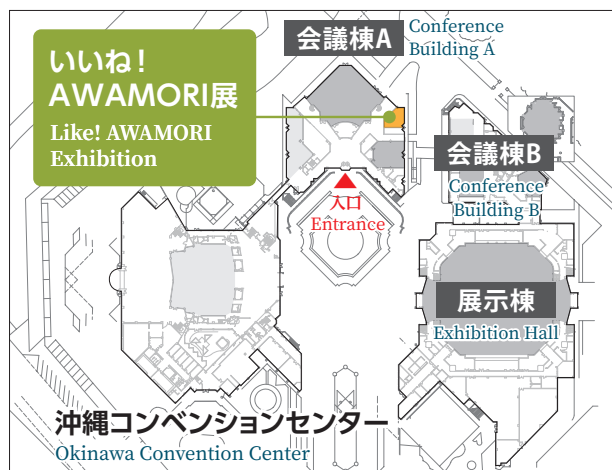 いいね！
AWAMORI展
Like! AWAMORI
Exhibition
会議棟A
Conference
Building A
会議棟B
Conference
Building B
入口
Entrance
展示棟
Exhibition Hall
沖縄コンベンションセンター
Okinawa Convention Center